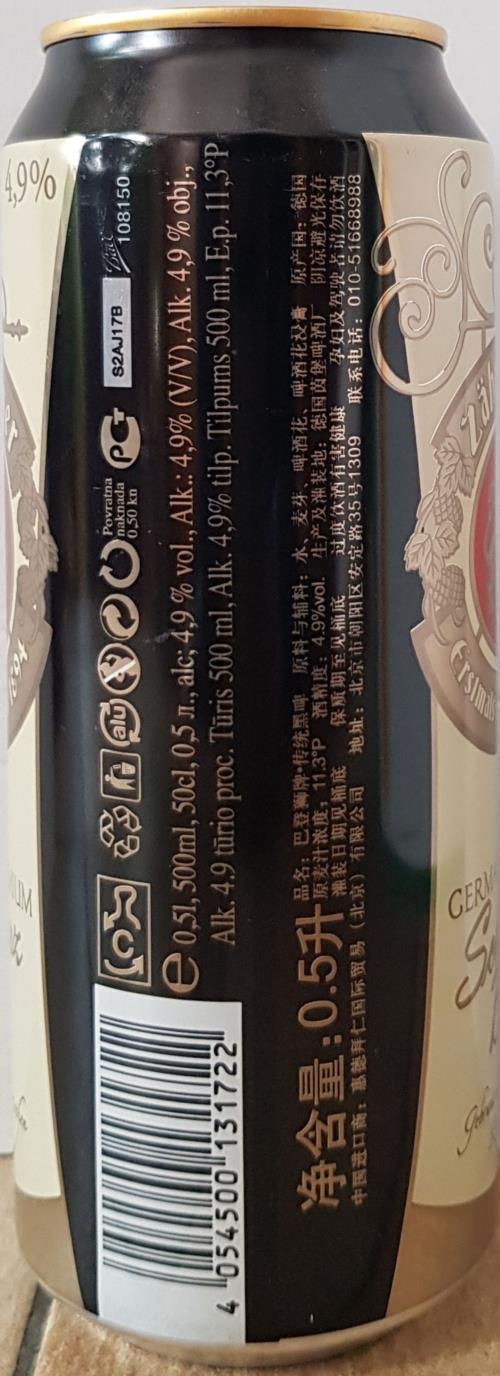 4,9%
108150
S2AJ17B
Povratna
naknada
0,50 kn
alu
e 0,5l, 500ml, 50cl, 0,5 л., alc; 4,9 % vol., Alk.: 4,9% (V/V), Alk. 4,9 % obj.,
Alk. 4.9 tūrio proc. Tūris 500 ml, Alk. 4,9% tilp. Tilpums 500 ml, E.p. 11,3°P
净含量:0.5升
品名: 巴登狮牌·传统黑啤 原料与辅料: 水、麦芽、啤酒花、啤酒花浸膏 原产国: 德国
原麦汁浓度: 11.3°P 酒精度: 4.9%vol. 生产及灌装地: 德国茵堡啤酒厂 阴凉避光保存
灌装日期见桶底 保质期至见桶底 过度饮酒有害健康 孕妇及驾驶者请勿饮酒
中国进口商: 惠德拜仁国际贸易(北京)有限公司 地址: 北京市朝阳区安定路35号1309 联系电话: 010-51668988
4 054500 131722
GERMA